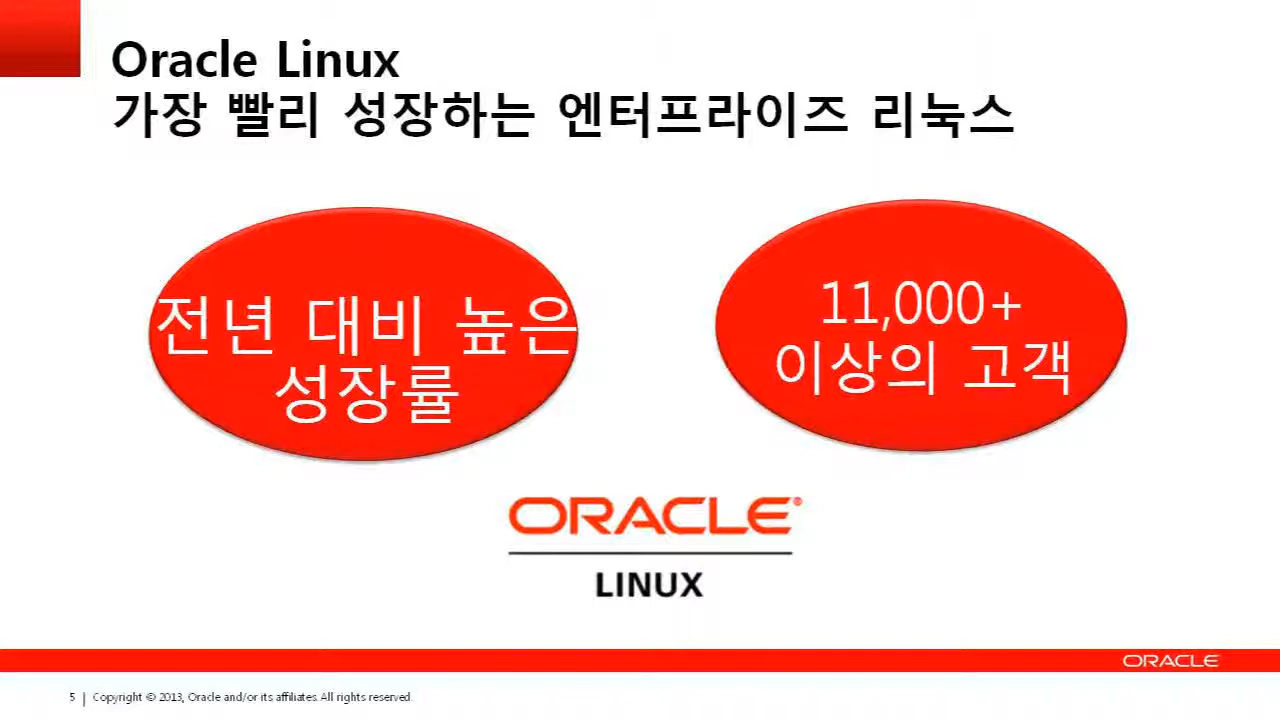 Oracle Linux
가장 빨리 성장하는 엔터프라이즈 리눅스
전년 대비 높은
성장률
11,000+
이상의 고객
ORACLE®
LINUX
ORACLE
5 | Copyright © 2013, Oracle and/or its affiliates. All rights reserved.